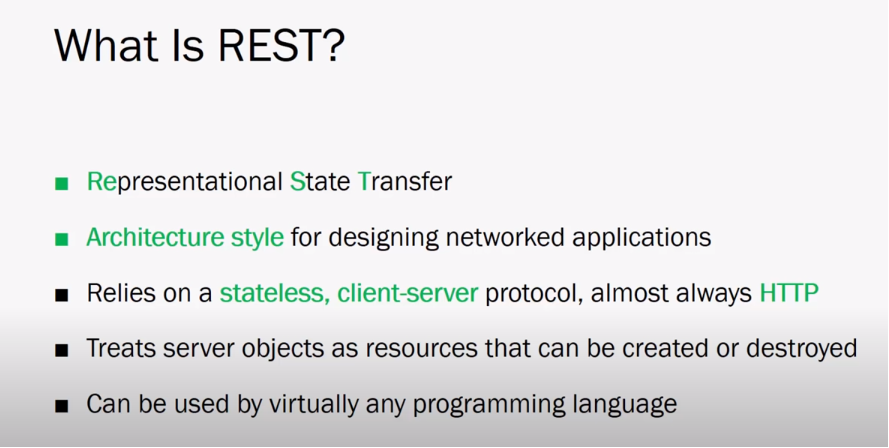 What Is REST?
■ Representational State Transfer
■ Architecture style for designing networked applications
■ Relies on a stateless, client-server protocol, almost always HTTP
■ Treats server objects as resources that can be created or destroyed
■ Can be used by virtually any programming language